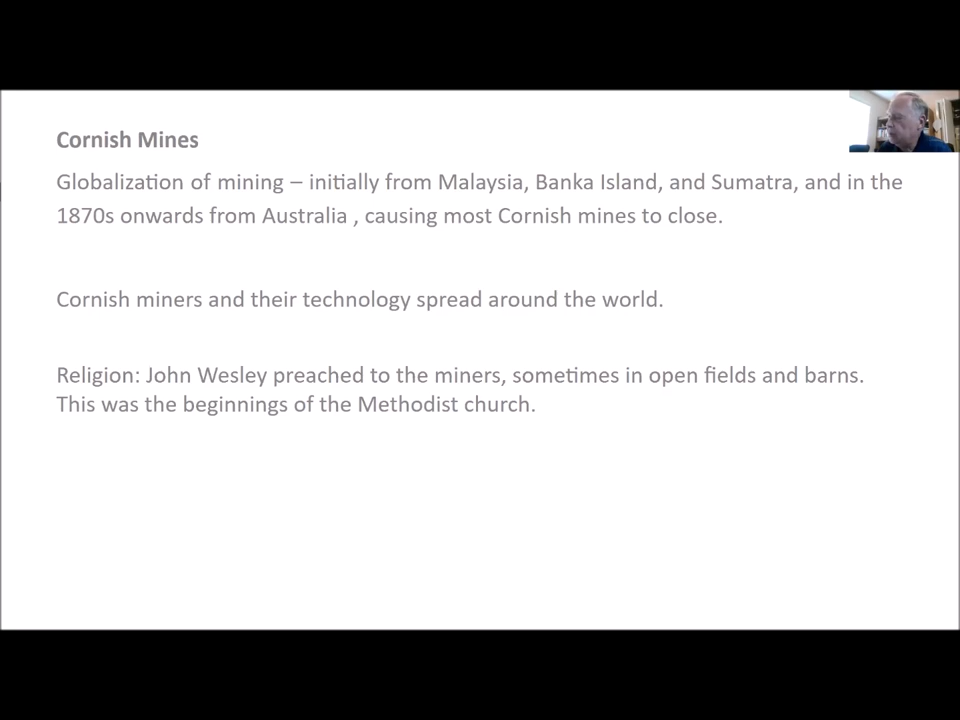 Cornish Mines
Globalization of mining – initially from Malaysia, Banka Island, and Sumatra, and in the
1870s onwards from Australia , causing most Cornish mines to close.
Cornish miners and their technology spread around the world.
Religion: John Wesley preached to the miners, sometimes in open fields and barns.
This was the beginnings of the Methodist church.